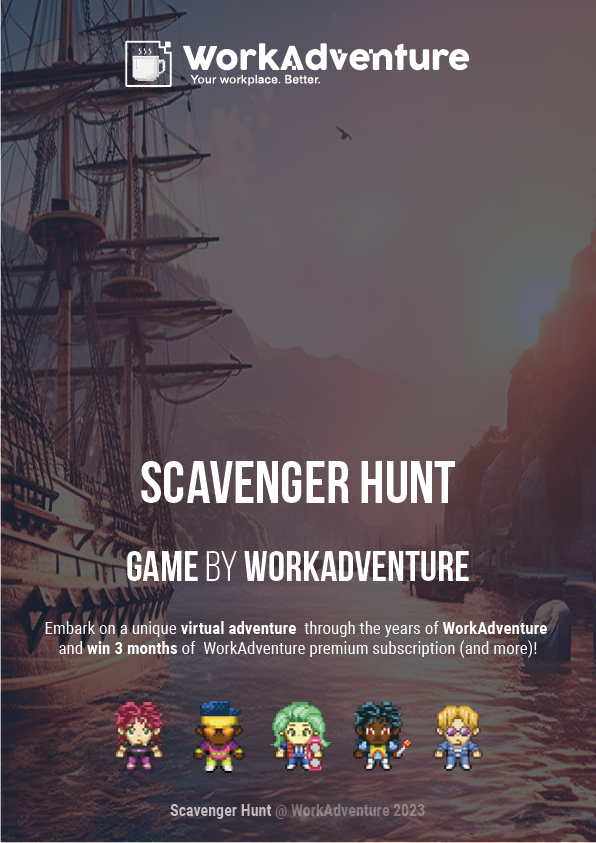 WorkAdventure
Your workplace. Better.
SCAVENGER HUNT
GAME BY WORKADVENTURE
Embark on a unique virtual adventure through the years of WorkAdventure
and win 3 months of WorkAdventure premium subscription (and more)!
Scavenger Hunt @ WorkAdventure 2023